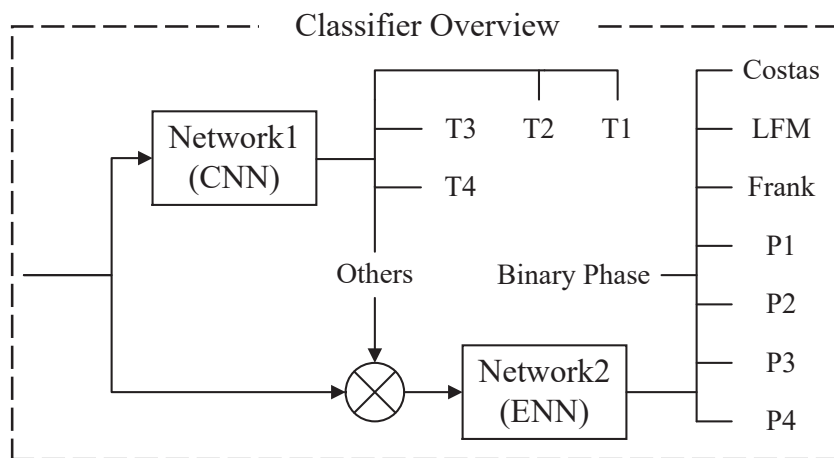 Classifier Overview
Costas
Network1
(CNN)
T3
T2
T1
LFM
T4
Frank
P1
Others
Binary Phase
P2
Network2
(ENN)
P3
P4